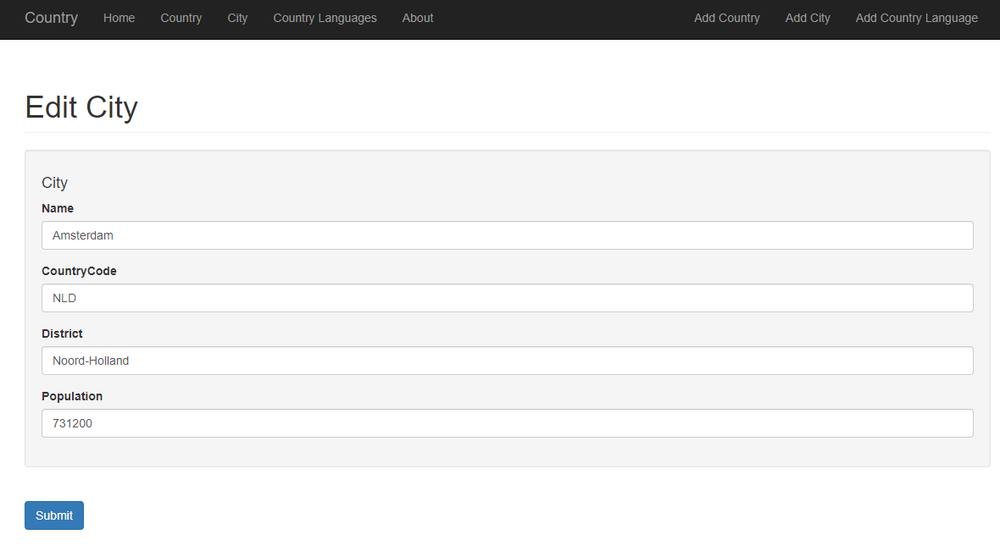 Country Home Country City Country Languages About Add Country Add City Add Country Language
Edit City
City
Name
Amsterdam
CountryCode
NLD
District
Noord-Holland
Population
731200
Submit